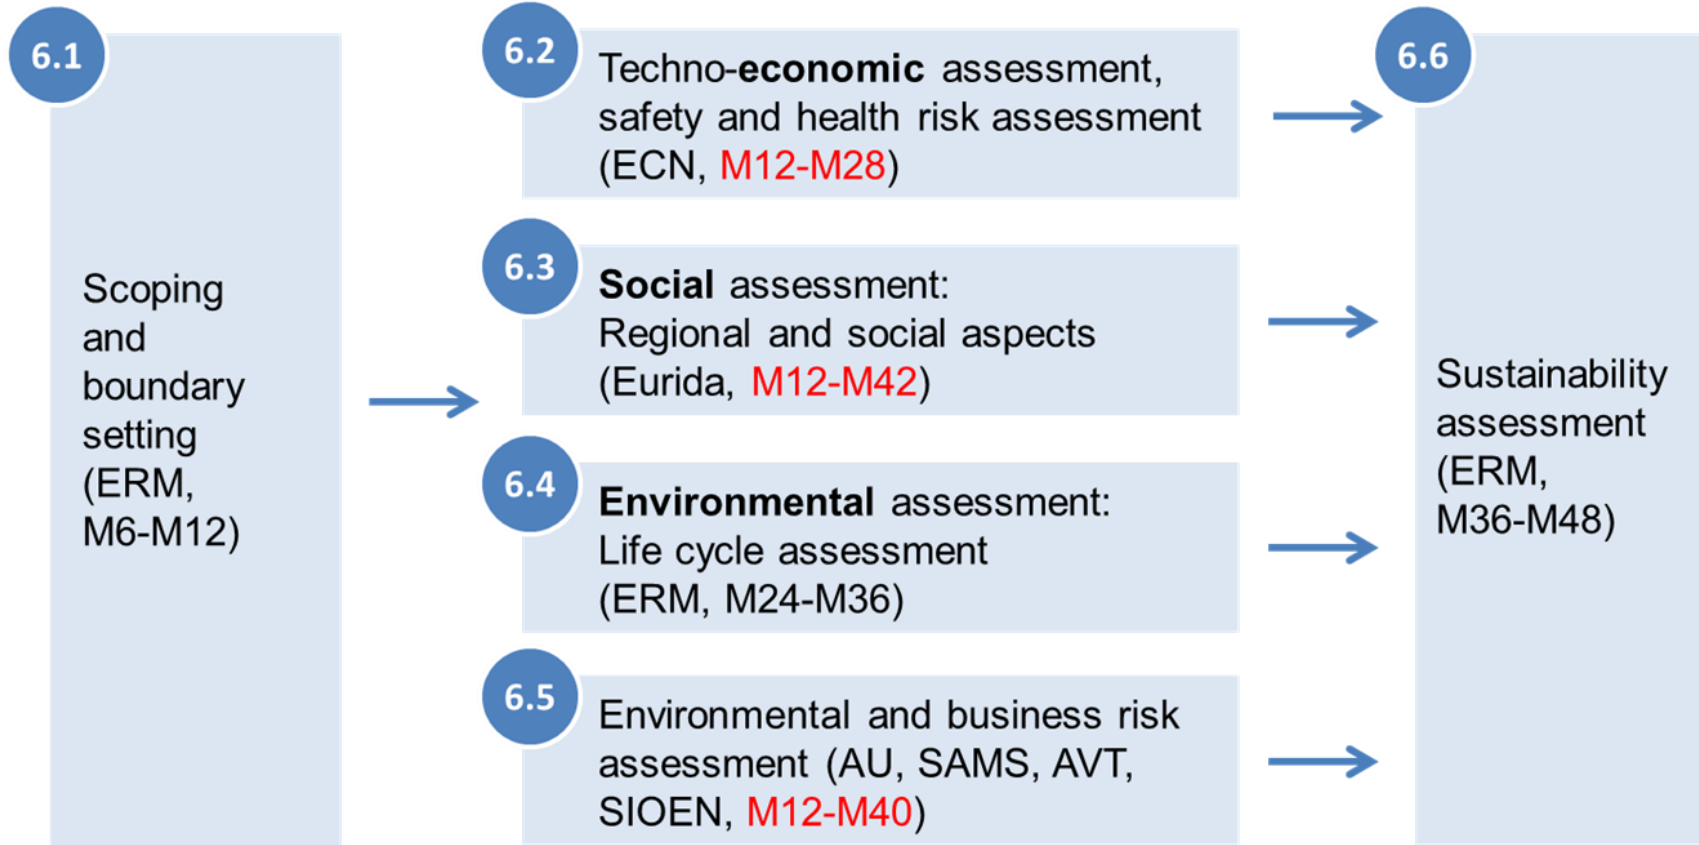 6.1
Scoping
and
boundary
setting
(ERM,
M6-M12)
6.2
Techno-economic assessment,
safety and health risk assessment
(ECN, M12-M28)
6.3
Social assessment:
Regional and social aspects
(Eurida, M12-M42)
6.4
Environmental assessment:
Life cycle assessment
(ERM, M24-M36)
6.5
Environmental and business risk
assessment (AU, SAMS, AVT,
SIOEN, M12-M40)
6.6
Sustainability
assessment
(ERM,
M36-M48)